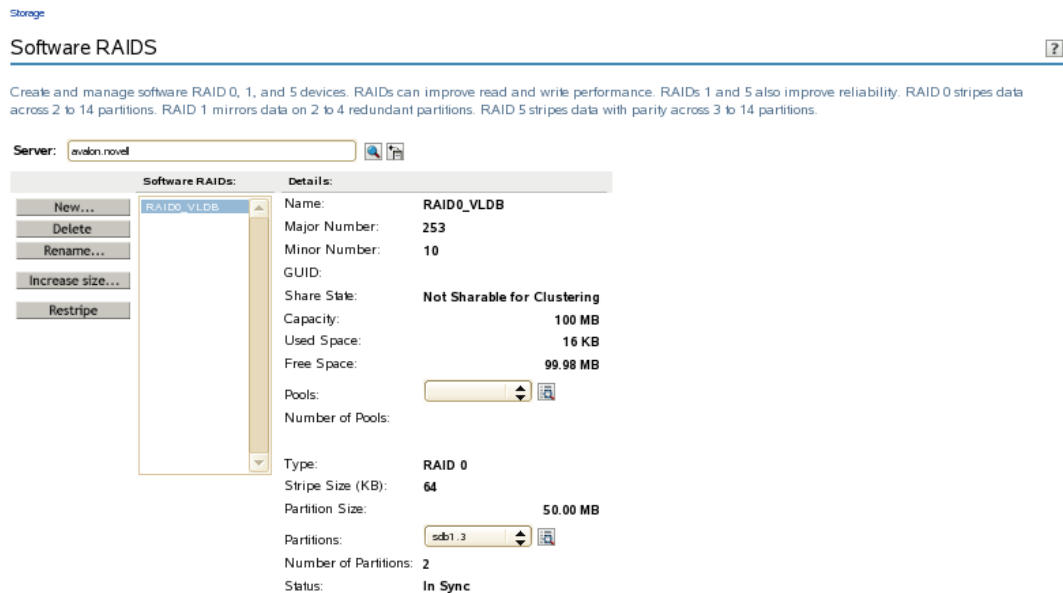 Storage
Software RAIDS
?
Create and manage software RAID 0, 1, and 5 devices. RAIDs can improve read and write performance. RAIDs 1 and 5 also improve reliability. RAID 0 stripes data
across 2 to 14 partitions. RAID 1 mirrors data on 2 to 4 redundant partitions. RAID 5 stripes data with parity across 3 to 14 partitions.
Server: avalon.novell
Software RAIDs: Details:
New...
Delete
Rename...
Increase size...
Restripe
RAID0_VLDB
Name: RAID0_VLDB
Major Number: 253
Minor Number: 10
GUID:
Share State: Not Sharable for Clustering
Capacity: 100 MB
Used Space: 16 KB
Free Space: 99.98 MB
Pools:
Number of Pools:
Type: RAID 0
Stripe Size (KB): 64
Partition Size: 50.00 MB
Partitions: sdb1.3
Number of Partitions: 2
Status: In Sync